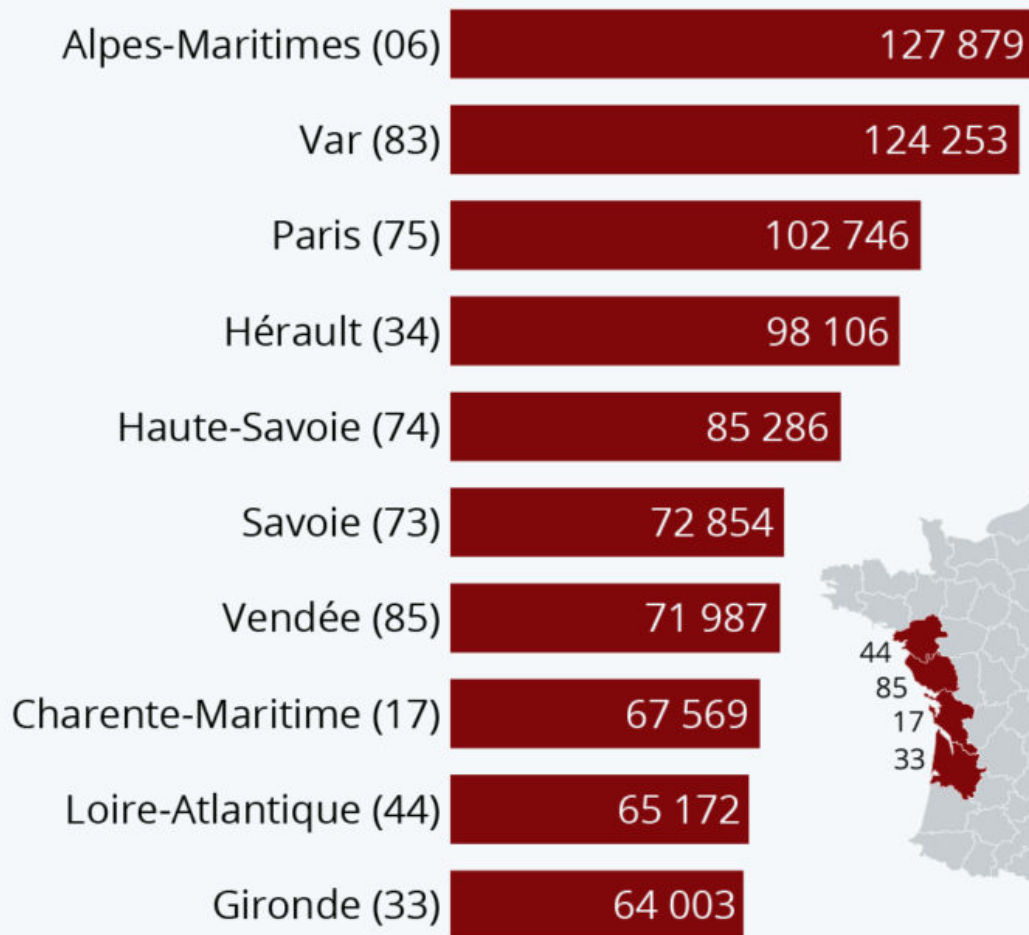 Alpes-Maritimes (06) 127 879
Var (83) 124 253
Paris (75) 102 746
Hérault (34) 98 106
Haute-Savoie (74) 85 286
Savoie (73) 72 854
Vendée (85) 71 987
Charente-Maritime (17) 67 569
Loire-Atlantique (44) 65 172
Gironde (33) 64 003
44
85
17
33